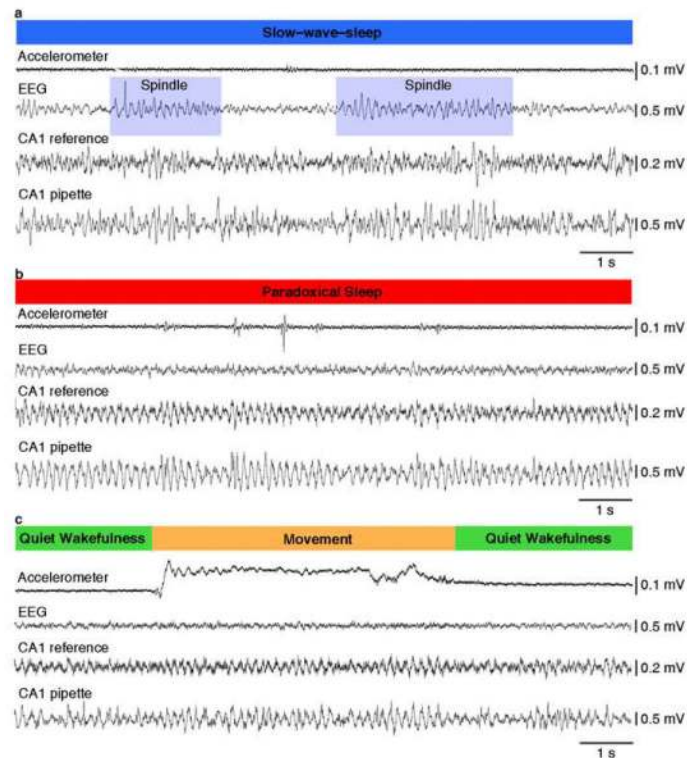 a
Slow-wave-sleep
Accelerometer
0.1 mV
EEG
Spindle
Spindle
0.5 mV
CA1 reference
0.2 mV
CA1 pipette
0.5 mV
1 s
b
Paradoxical Sleep
Accelerometer
0.1 mV
EEG
0.5 mV
CA1 reference
0.2 mV
CA1 pipette
0.5 mV
1 s
c
Quiet Wakefulness Movement Quiet Wakefulness
Accelerometer
0.1 mV
EEG
0.5 mV
CA1 reference
0.2 mV
CA1 pipette
0.5 mV
1 s